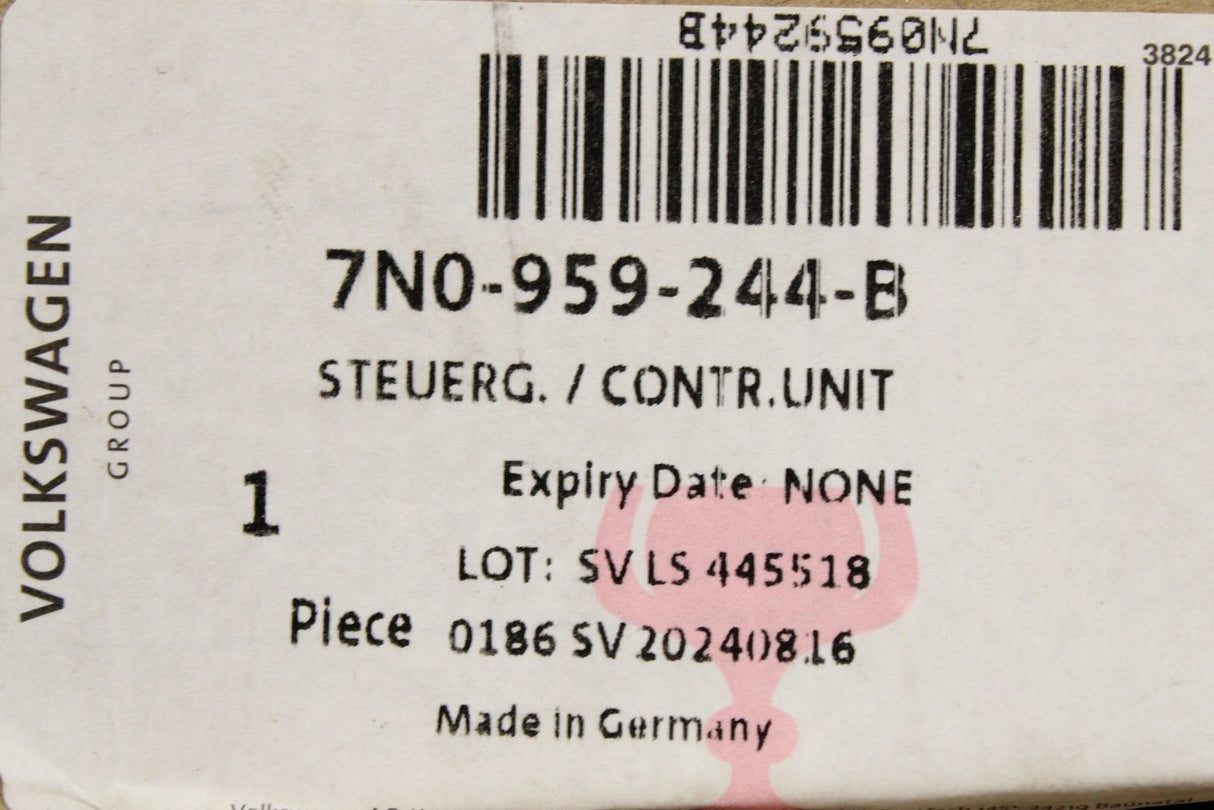 7N0959244B
3824
7N0-959-244-B
STEUERG. / CONTR.UNIT
Expiry Date: NONE
1
LOT: SV LS 445518
Piece
0186 SV 20240816
Made in Germany
VOLKSWAGEN
GROUP